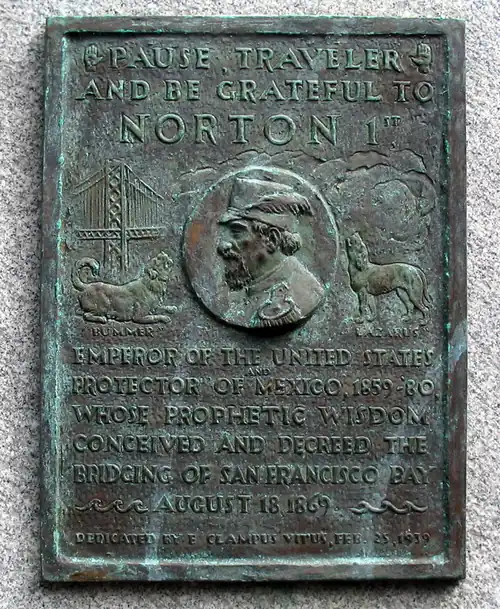 PAUSE, TRAVELER
AND BE GRATEFUL TO
NORTON 1ST
"BUMMER" "LAZARUS"
EMPEROR OF THE UNITED STATES
AND
PROTECTOR OF MEXICO, 1859-80,
WHOSE PROPHETIC WISDOM
CONCEIVED AND DECREED THE
BRIDGING OF SAN FRANCISCO BAY
AUGUST 18, 1869.
DEDICATED BY E CLAMPUS VITUS, FEB. 25, 1939